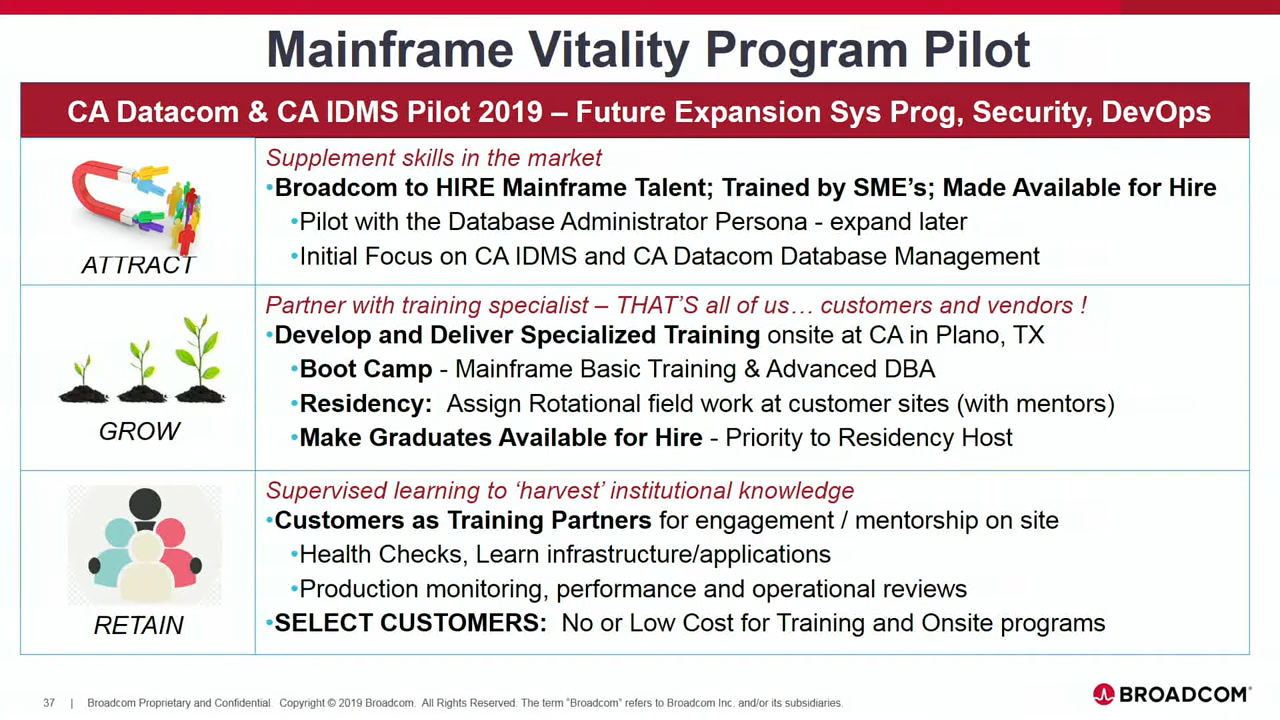 Mainframe Vitality Program Pilot
CA Datacom & CA IDMS Pilot 2019 – Future Expansion Sys Prog, Security, DevOps
ATTRACT
Supplement skills in the market
•Broadcom to HIRE Mainframe Talent; Trained by SME's; Made Available for Hire
•Pilot with the Database Administrator Persona - expand later
•Initial Focus on CA IDMS and CA Datacom Database Management
GROW
Partner with training specialist – THAT'S all of us… customers and vendors !
•Develop and Deliver Specialized Training onsite at CA in Plano, TX
•Boot Camp - Mainframe Basic Training & Advanced DBA
•Residency: Assign Rotational field work at customer sites (with mentors)
•Make Graduates Available for Hire - Priority to Residency Host
RETAIN
Supervised learning to 'harvest' institutional knowledge
•Customers as Training Partners for engagement / mentorship on site
•Health Checks, Learn infrastructure/applications
•Production monitoring, performance and operational reviews
•SELECT CUSTOMERS: No or Low Cost for Training and Onsite programs
37 | Broadcom Proprietary and Confidential. Copyright © 2019 Broadcom. All Rights Reserved. The term "Broadcom" refers to Broadcom Inc. and/or its subsidiaries.
BROADCOM®